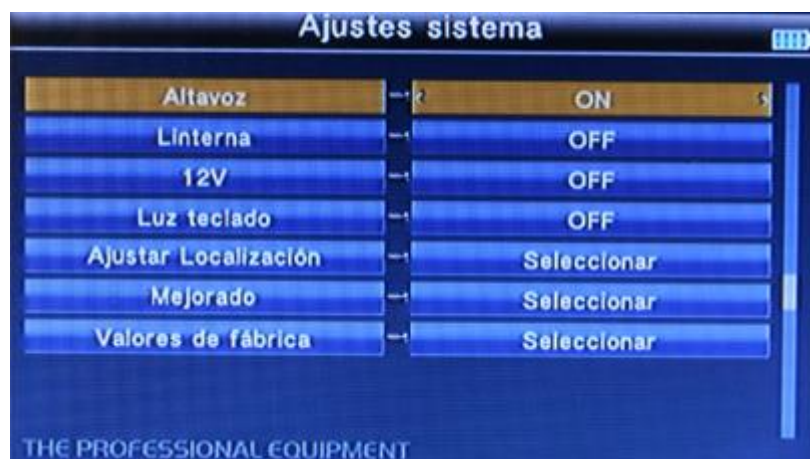 Ajustes sistema
Altavoz ON
Linterna OFF
12V OFF
Luz teclado OFF
Ajustar Localización Seleccionar
Mejorado Seleccionar
Valores de fábrica Seleccionar
THE PROFESSIONAL EQUIPMENT